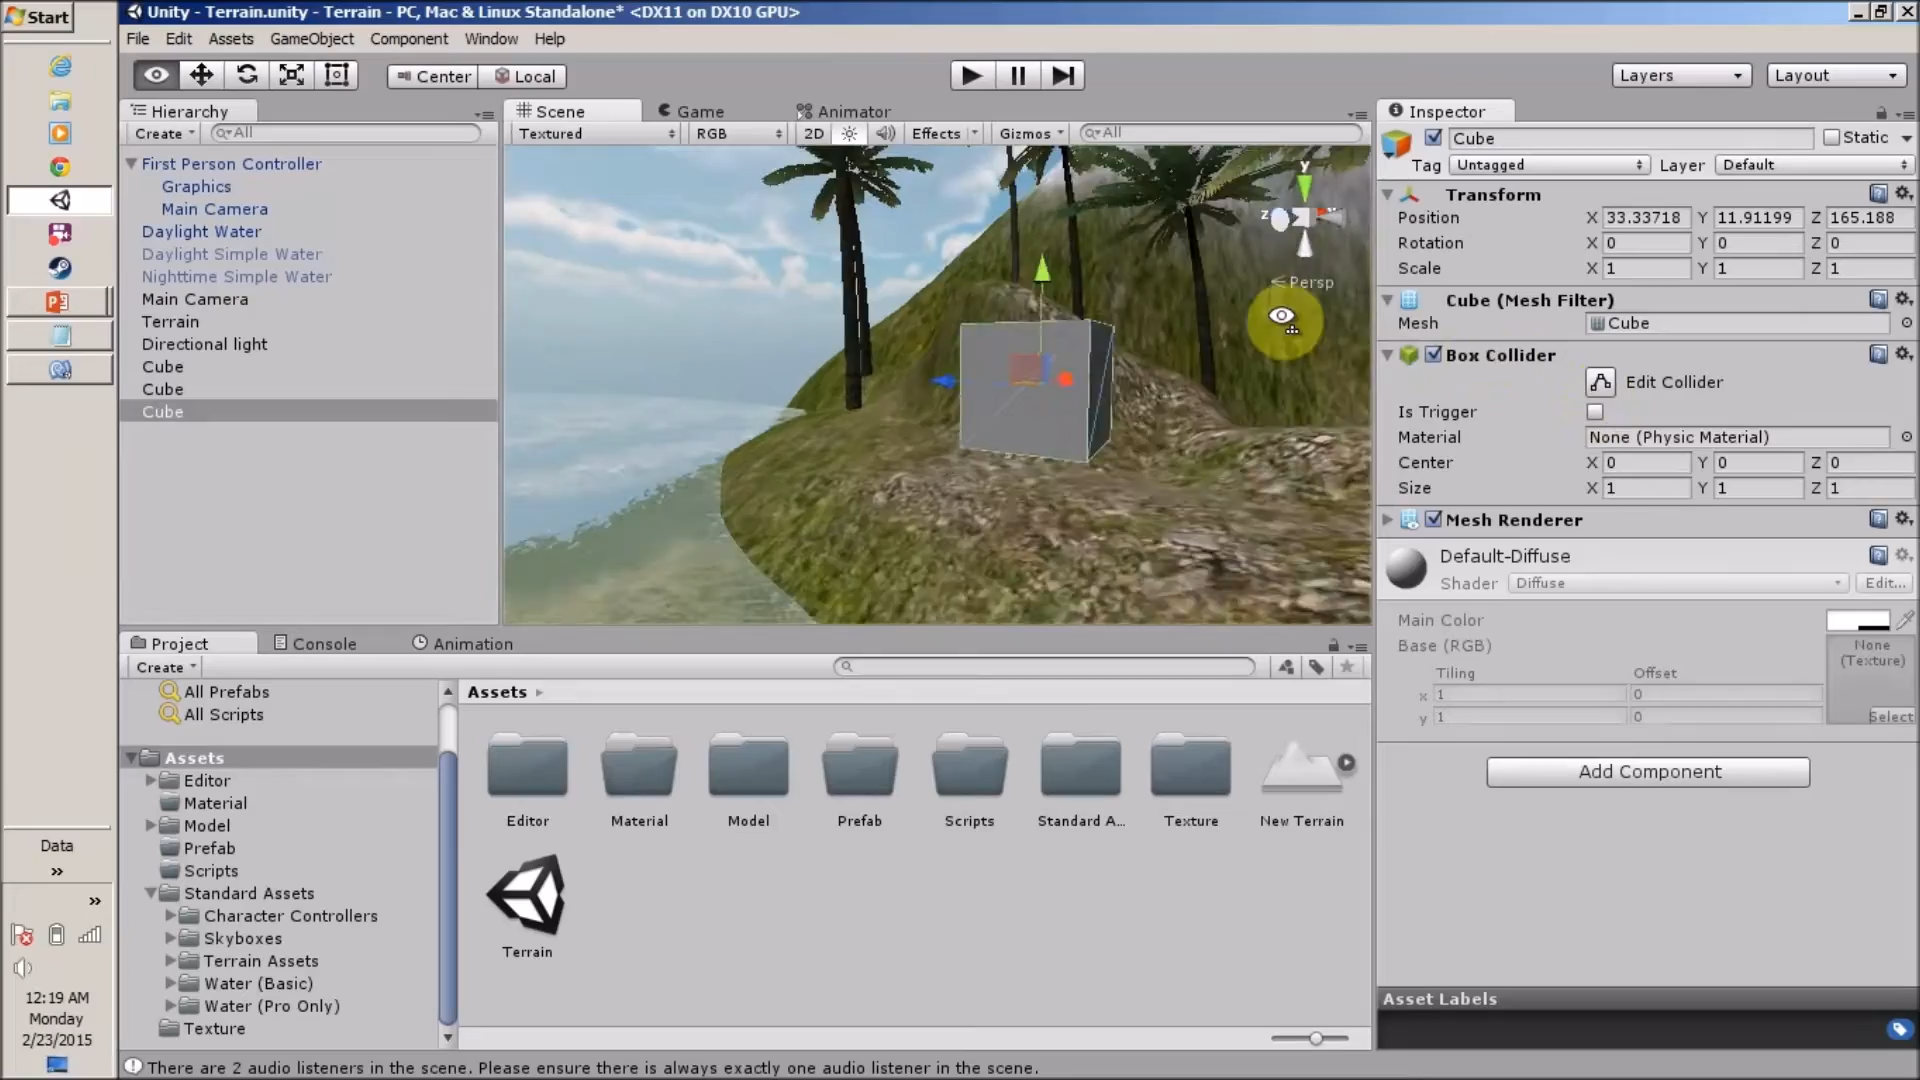 Start
Unity - Terrain.unity - Terrain - PC, Mac & Linux Standalone* <DX11 on DX10 GPU>
File Edit Assets GameObject Component Window Help
Center Local
Layers Layout
Hierarchy
Create All
First Person Controller
Graphics
Main Camera
Daylight Water
Daylight Simple Water
Nighttime Simple Water
Main Camera
Terrain
Directional light
Cube
Cube
Cube
Scene Game Animator
Textured RGB 2D Effects Gizmos All
y
z
Persp
Inspector
Cube Static
Tag Untagged Layer Default
Transform
Position X 33.33718 Y 11.91199 Z 165.188
Rotation X 0 Y 0 Z 0
Scale X 1 Y 1 Z 1
Cube (Mesh Filter)
Mesh Cube
Box Collider
Edit Collider
Is Trigger
Material None (Physic Material)
Center X 0 Y 0 Z 0
Size X 1 Y 1 Z 1
Mesh Renderer
Default-Diffuse
Shader Diffuse Edit...
Main Color
Base (RGB)
None
(Texture)
Tiling Offset
x 1 0
y 1 0
Select
Add Component
Asset Labels
Project Console Animation
Create
All Prefabs
All Scripts
Assets
Editor
Material
Model
Prefab
Scripts
Standard Assets
Character Controllers
Skyboxes
Terrain Assets
Water (Basic)
Water (Pro Only)
Texture
Assets
Editor Material Model Prefab Scripts Standard A... Texture New Terrain
Terrain
Data
»
»
12:19 AM
Monday
2/23/2015
There are 2 audio listeners in the scene. Please ensure there is always exactly one audio listener in the scene.